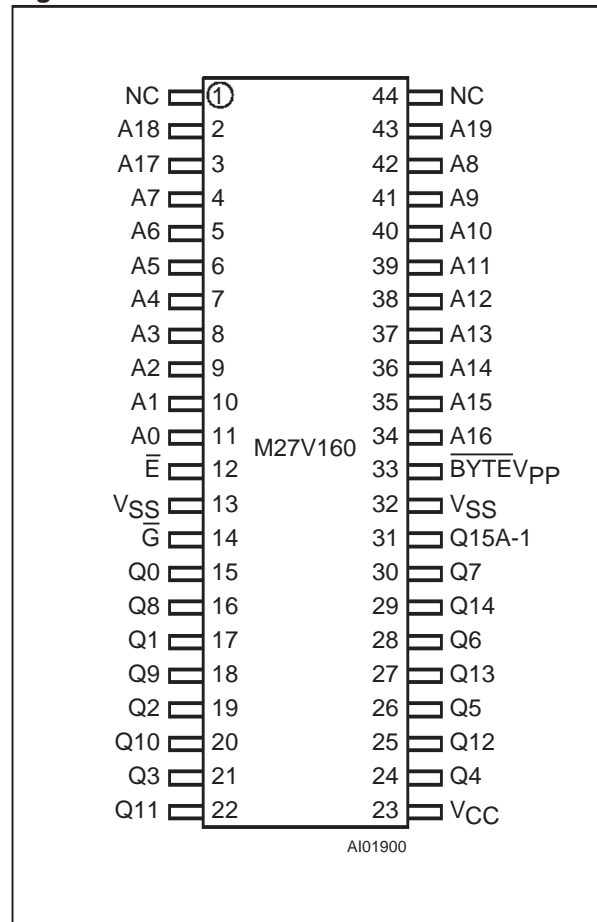 NC 1 44 NC
A18 2 43 A19
A17 3 42 A8
A7 4 41 A9
A6 5 40 A10
A5 6 39 A11
A4 7 38 A12
A3 8 37 A13
A2 9 36 A14
A1 10 35 A15
A0 11 34 A16
M27V160
E̅ 12 33 B̅Y̅T̅E̅VPP
VSS 13 32 VSS
G̅ 14 31 Q15A-1
Q0 15 30 Q7
Q8 16 29 Q14
Q1 17 28 Q6
Q9 18 27 Q13
Q2 19 26 Q5
Q10 20 25 Q12
Q3 21 24 Q4
Q11 22 23 VCC
AI01900